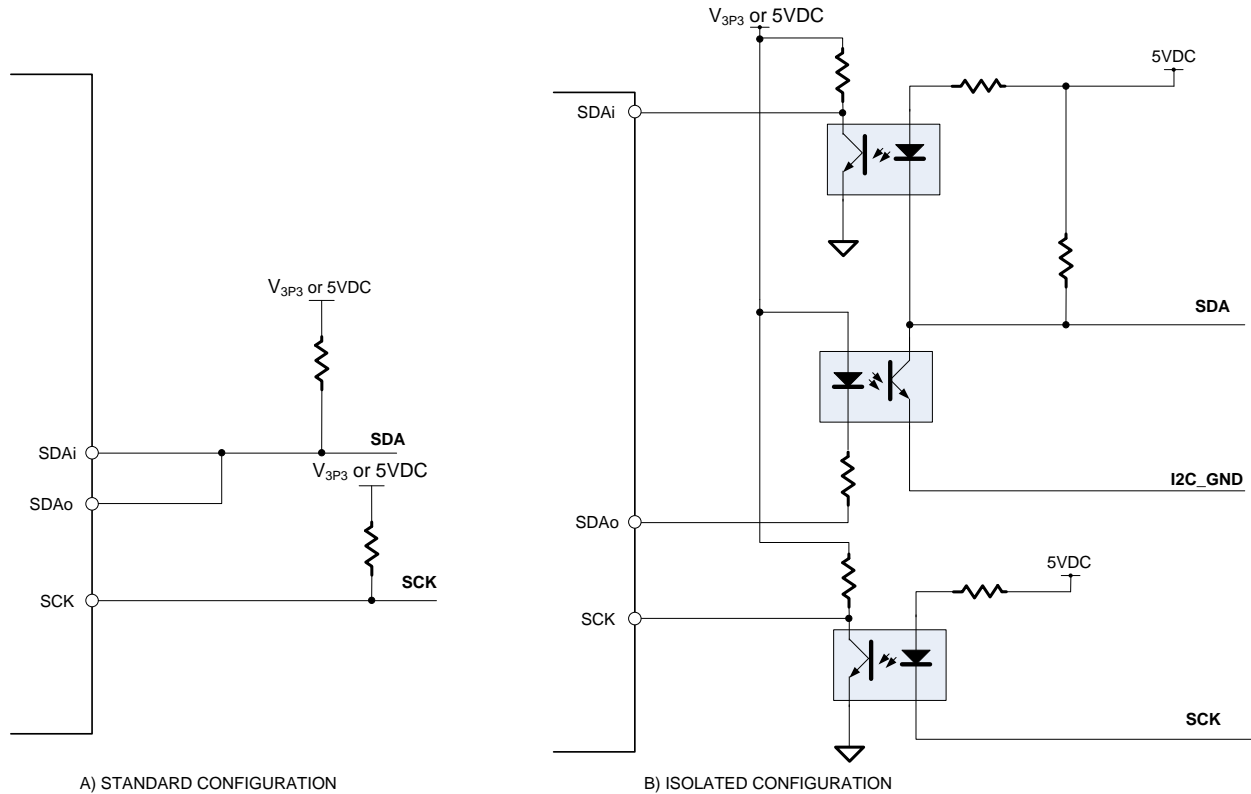 V3P3 or 5VDC
SDAi
SDAo
SDA
V3P3 or 5VDC
SCK
SCK
A) STANDARD CONFIGURATION
V3P3 or 5VDC
5VDC
SDAi
SDA
I2C_GND
SDAo
5VDC
SCK
SCK
B) ISOLATED CONFIGURATION